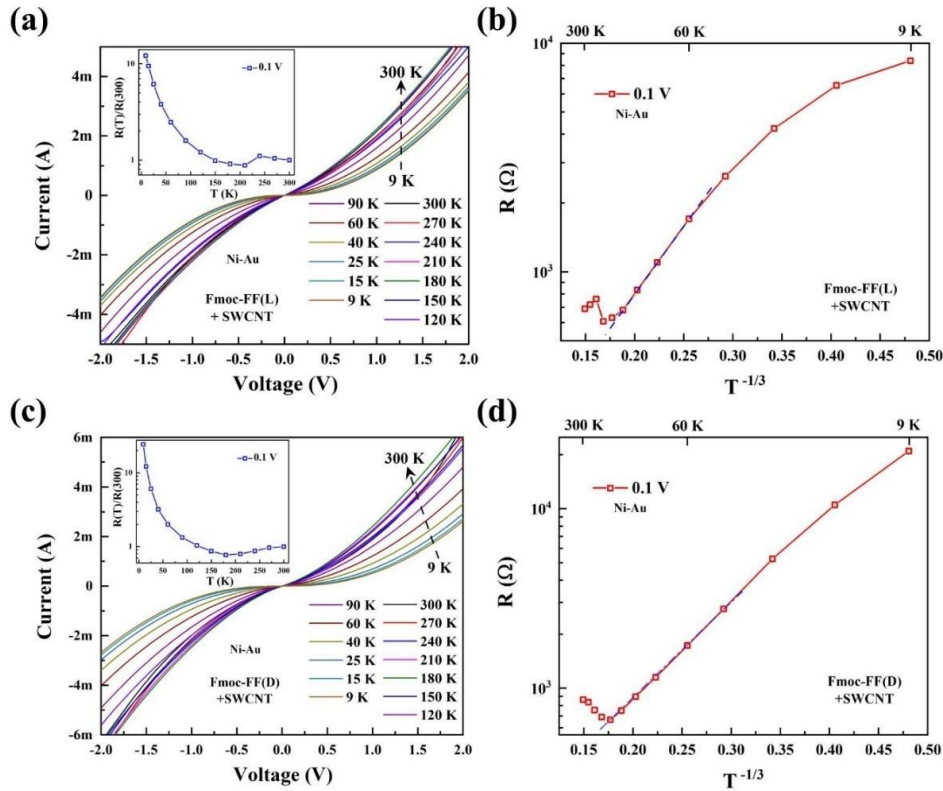 (a)
4m
2m
0
-2m
-4m
Current (A)
-2.0 -1.5 -1.0 -0.5 0.0 0.5 1.0 1.5 2.0
Voltage (V)
10
1
R(T)/R(300)
0 50 100 150 200 250 300
T (K)
0.1 V
300 K
9 K
Ni-Au
Fmoc-FF(L)
+ SWCNT
90 K 300 K
60 K 270 K
40 K 240 K
25 K 210 K
15 K 180 K
9 K 150 K
120 K
(b)
300 K 60 K 9 K
10^4
10^3
R (Ω)
0.1 V
Ni-Au
Fmoc-FF(L)
+SWCNT
0.15 0.20 0.25 0.30 0.35 0.40 0.45 0.50
T^-1/3
(c)
6m
4m
2m
0
-2m
-4m
-6m
Current (A)
-2.0 -1.5 -1.0 -0.5 0.0 0.5 1.0 1.5 2.0
Voltage (V)
10
1
R(T)/R(300)
0 50 100 150 200 250 300
T (K)
0.1 V
300 K
9 K
Ni-Au
Fmoc-FF(D)
+SWCNT
90 K 300 K
60 K 270 K
40 K 240 K
25 K 210 K
15 K 180 K
9 K 150 K
120 K
(d)
300 K 60 K 9 K
10^4
10^3
R (Ω)
0.1 V
Ni-Au
Fmoc-FF(D)
+SWCNT
0.15 0.20 0.25 0.30 0.35 0.40 0.45 0.50
T^-1/3